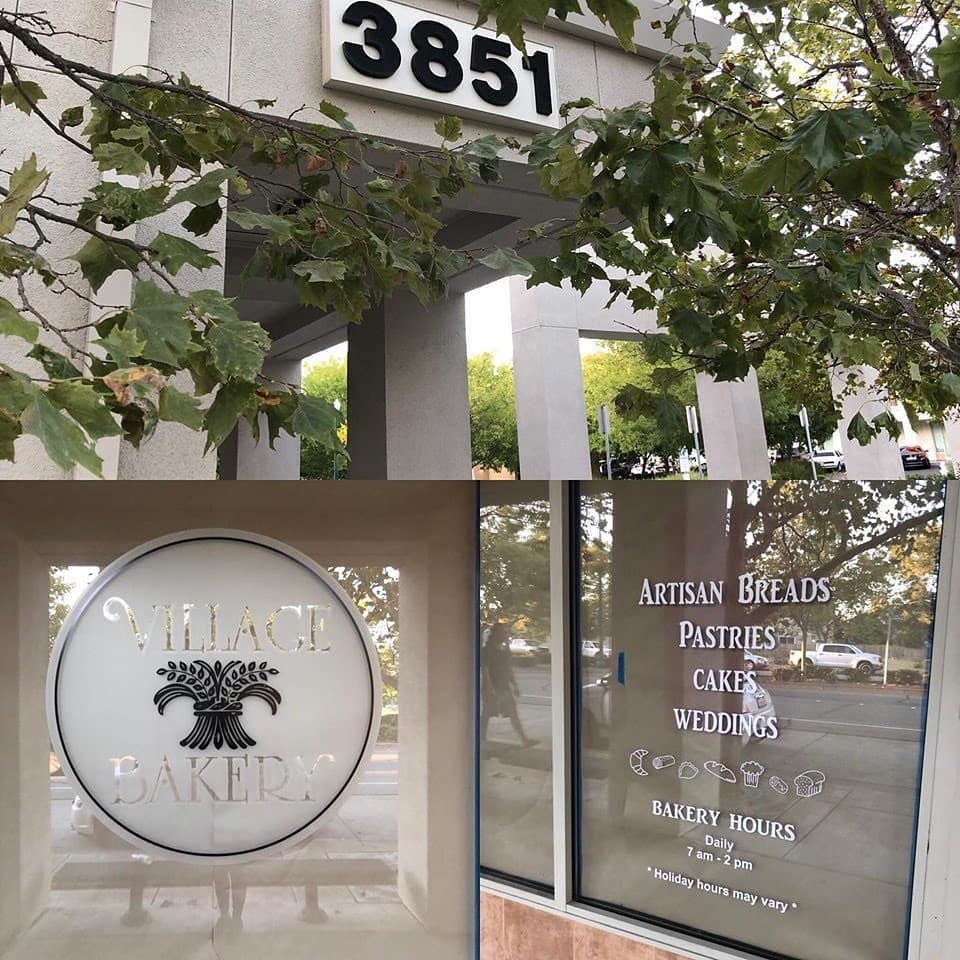 3851
VILLAGE
BAKERY
ARTISAN BREADS
PASTRIES
CAKES
WEDDINGS
BAKERY HOURS
Daily
7 am - 2 pm
* Holiday hours may vary *